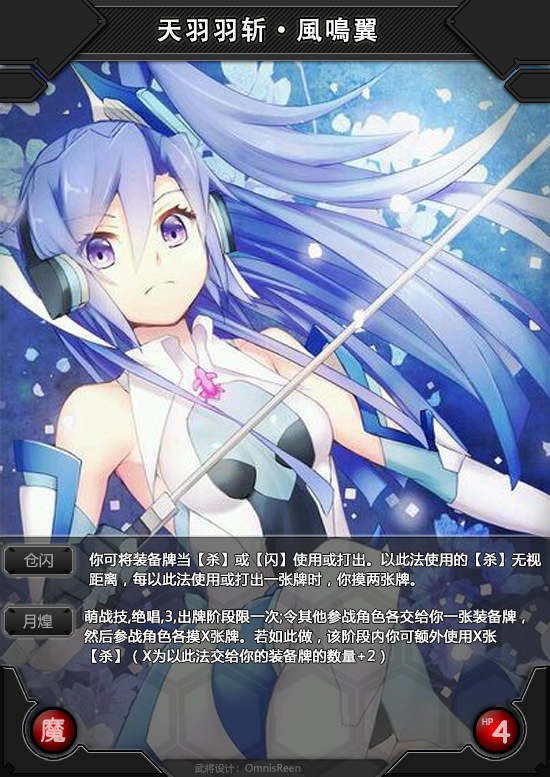 天羽羽斩·風鳴翼
仓闪
你可将装备牌当【杀】或【闪】使用或打出。以此法使用的【杀】无视
距离，每以此法使用或打出一张牌时，你摸两张牌。
月煌
萌战技,绝唱,3,出牌阶段限一次;令其他参战角色各交给你一张装备牌，
然后参战角色各摸X张牌。若如此做，该阶段内你可额外使用X张
【杀】（X为以此法交给你的装备牌的数量+2）
魔
HP 4
武將设计：OmnisReen